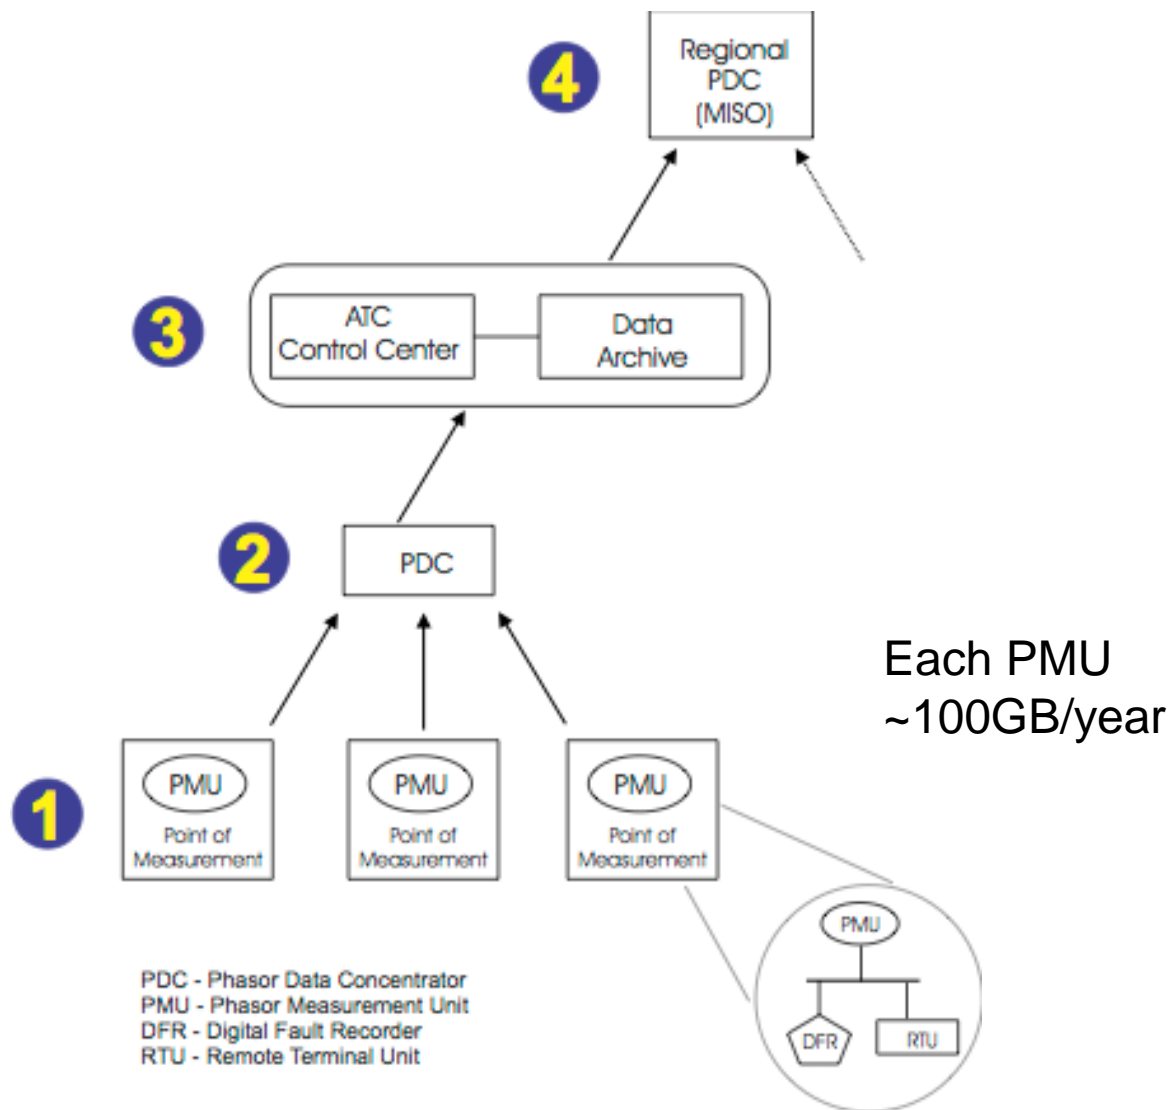 4
Regional
PDC
(MISO)
3
ATC
Control Center
Data
Archive
2
PDC
Each PMU
~100GB/year
1
PMU
Point of
Measurement
PMU
Point of
Measurement
PMU
Point of
Measurement
PMU
DFR
RTU
PDC - Phasor Data Concentrator
PMU - Phasor Measurement Unit
DFR - Digital Fault Recorder
RTU - Remote Terminal Unit